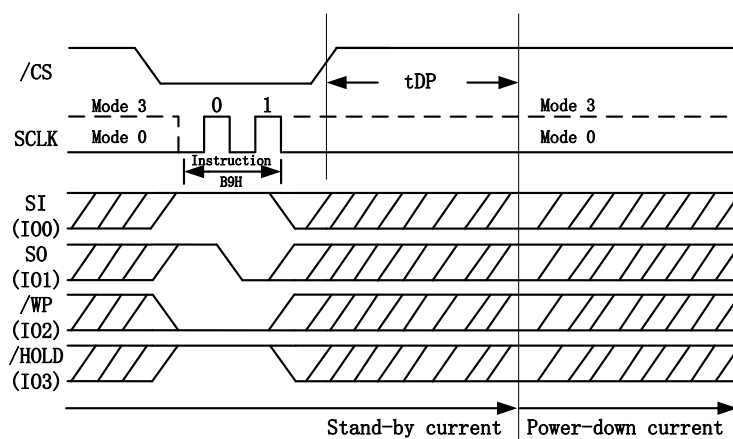 /CS
tDP
Mode 3
0
1
Mode 3
SCLK
Mode 0
Mode 0
Instruction
B9H
SI
(IO0)
SO
(IO1)
/WP
(IO2)
/HOLD
(IO3)
Stand-by current
Power-down current